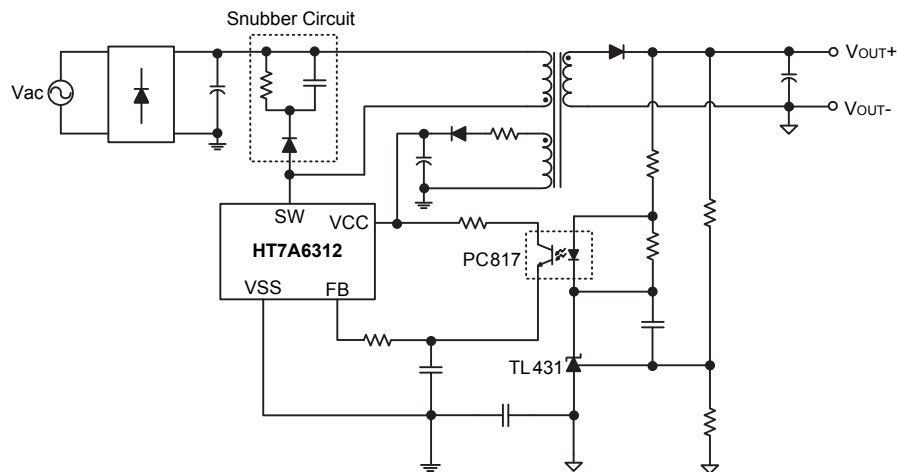 Snubber Circuit
Vac
VOUT+
VOUT-
SW
VCC
HT7A6312
VSS
FB
PC817
TL431